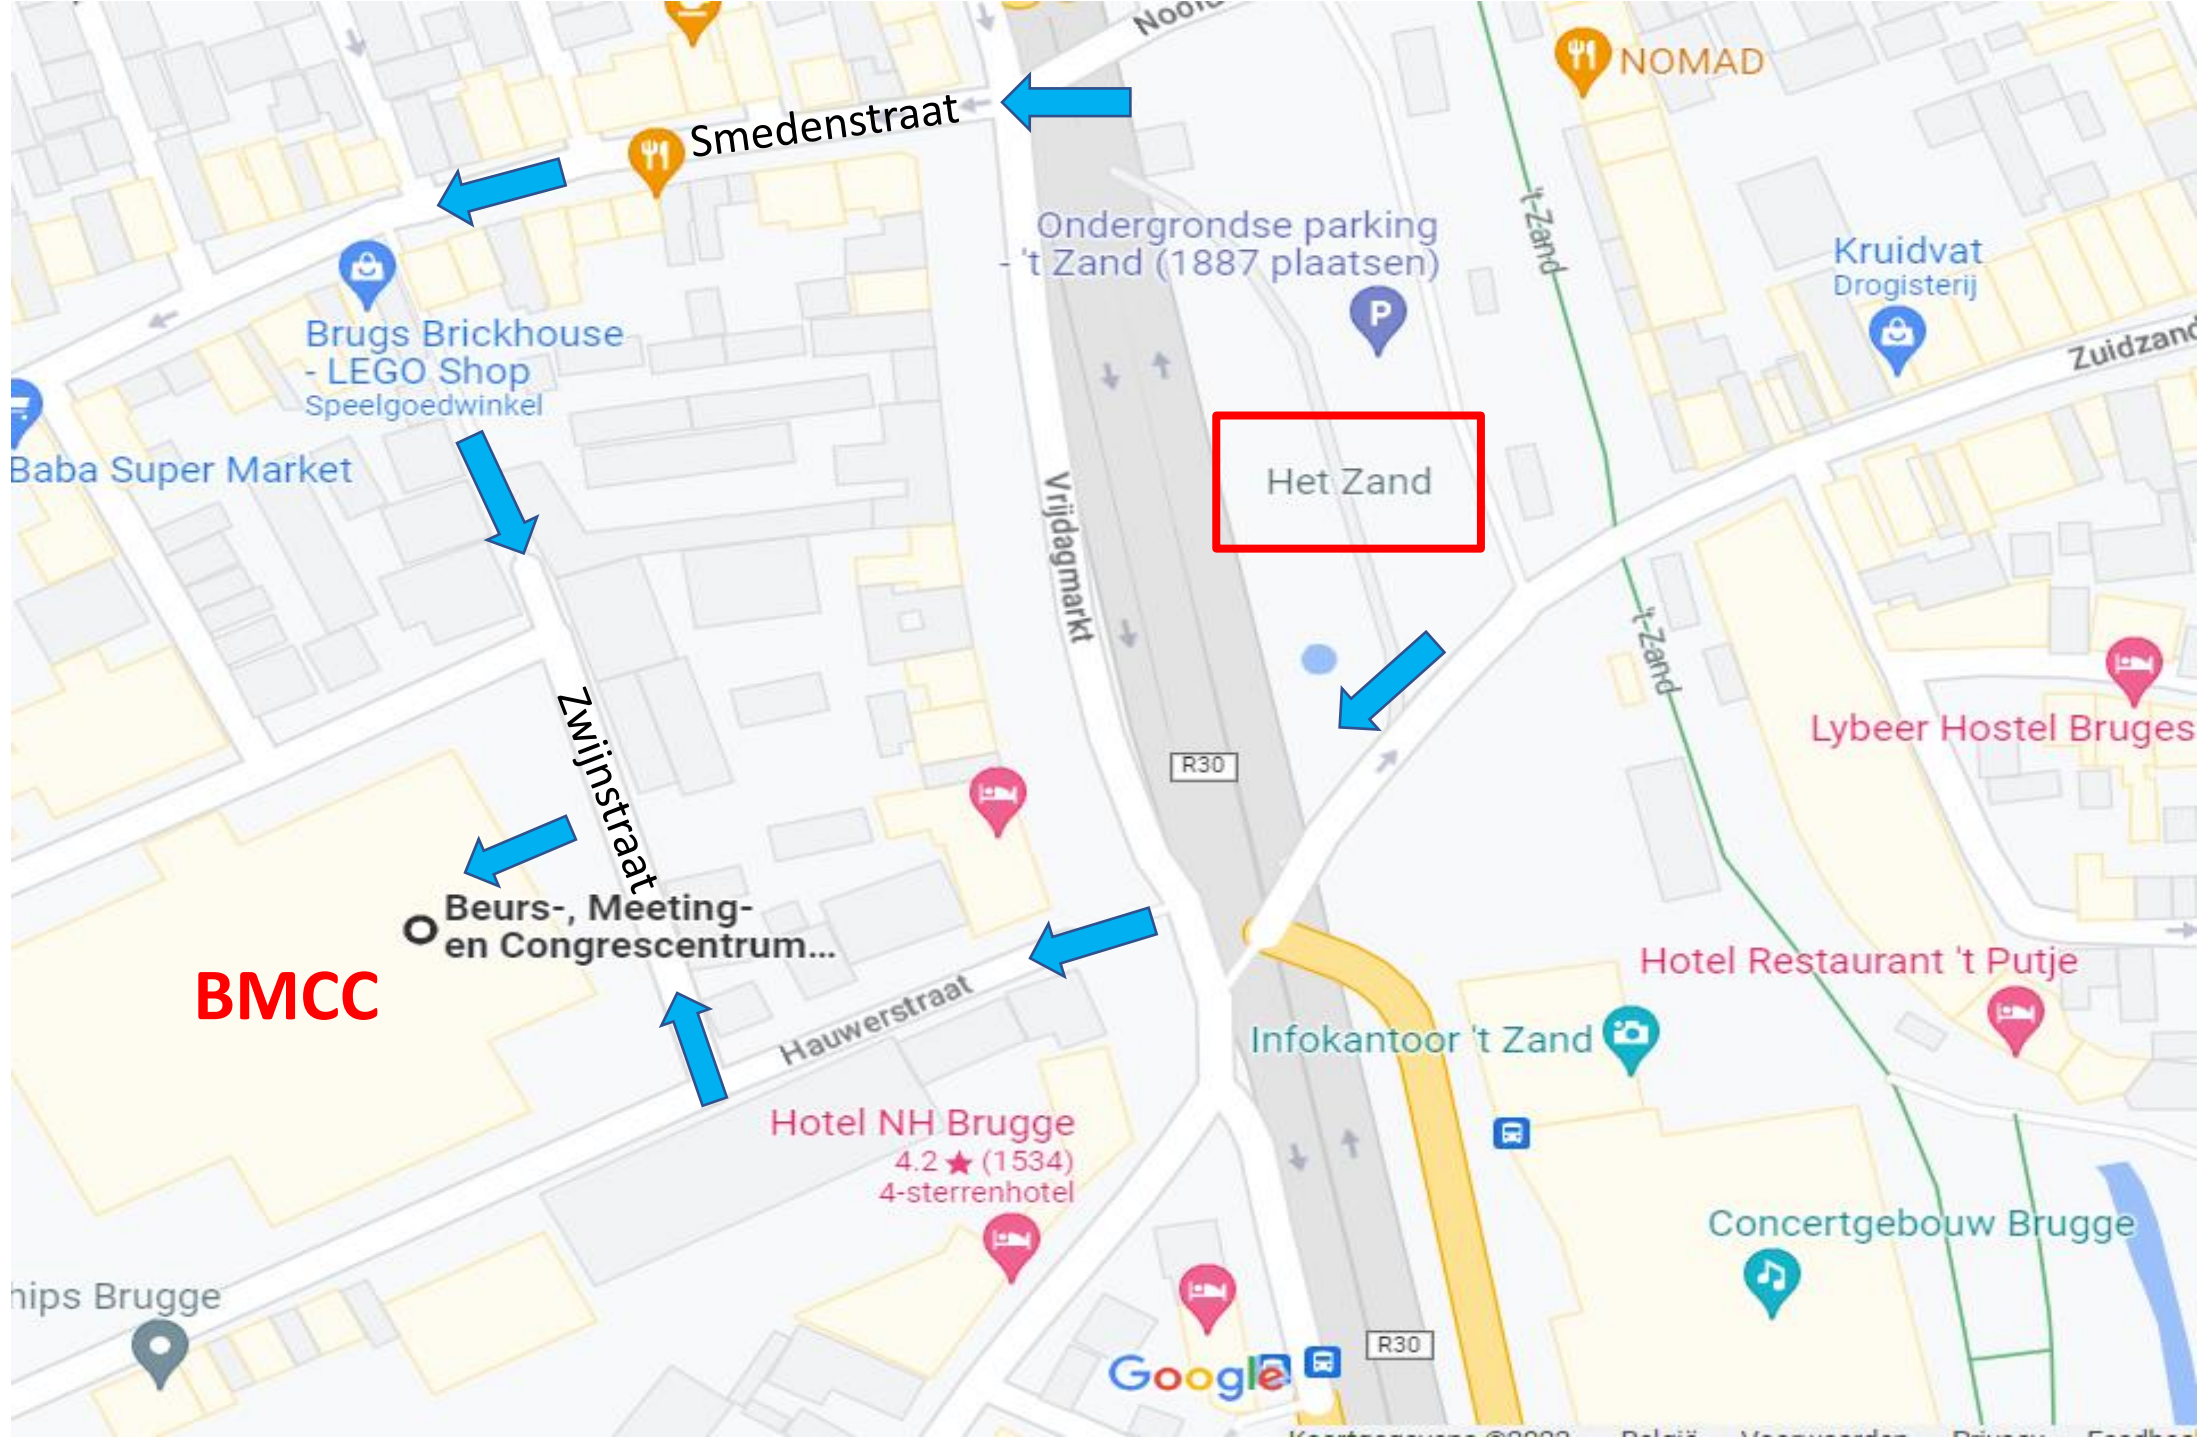 NOMAD
Smedenstraat
Ondergrondse parking
- 't Zand (1887 plaatsen)
't-Zand
Kruidvat
Drogisterij
Brugs Brickhouse
- LEGO Shop
Speelgoedwinkel
Baba Super Market
Vrijdagmarkt
Het Zand
't-Zand
Lybeer Hostel Bruges
R30
Zwijnstraat
Beurs-, Meeting-
en Congrescentrum...
BMCC
Hauwerstraat
Hotel Restaurant 't Putje
Infokantoor 't Zand
Hotel NH Brugge
4.2 ★ (1534)
4-sterrenhotel
Concertgebouw Brugge
Brugge
R30
Google
P